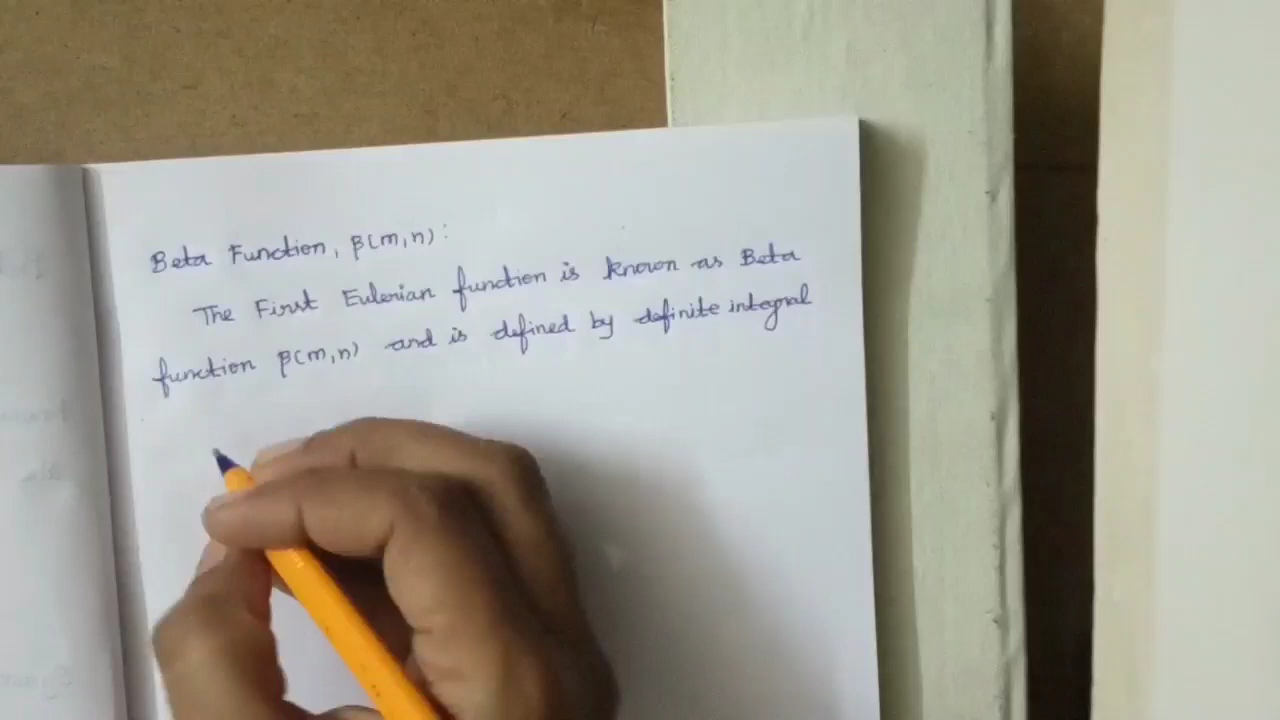 Beta Function, β(m,n):
The First Eulerian function is known as Beta
function β(m,n) and is defined by definite integral